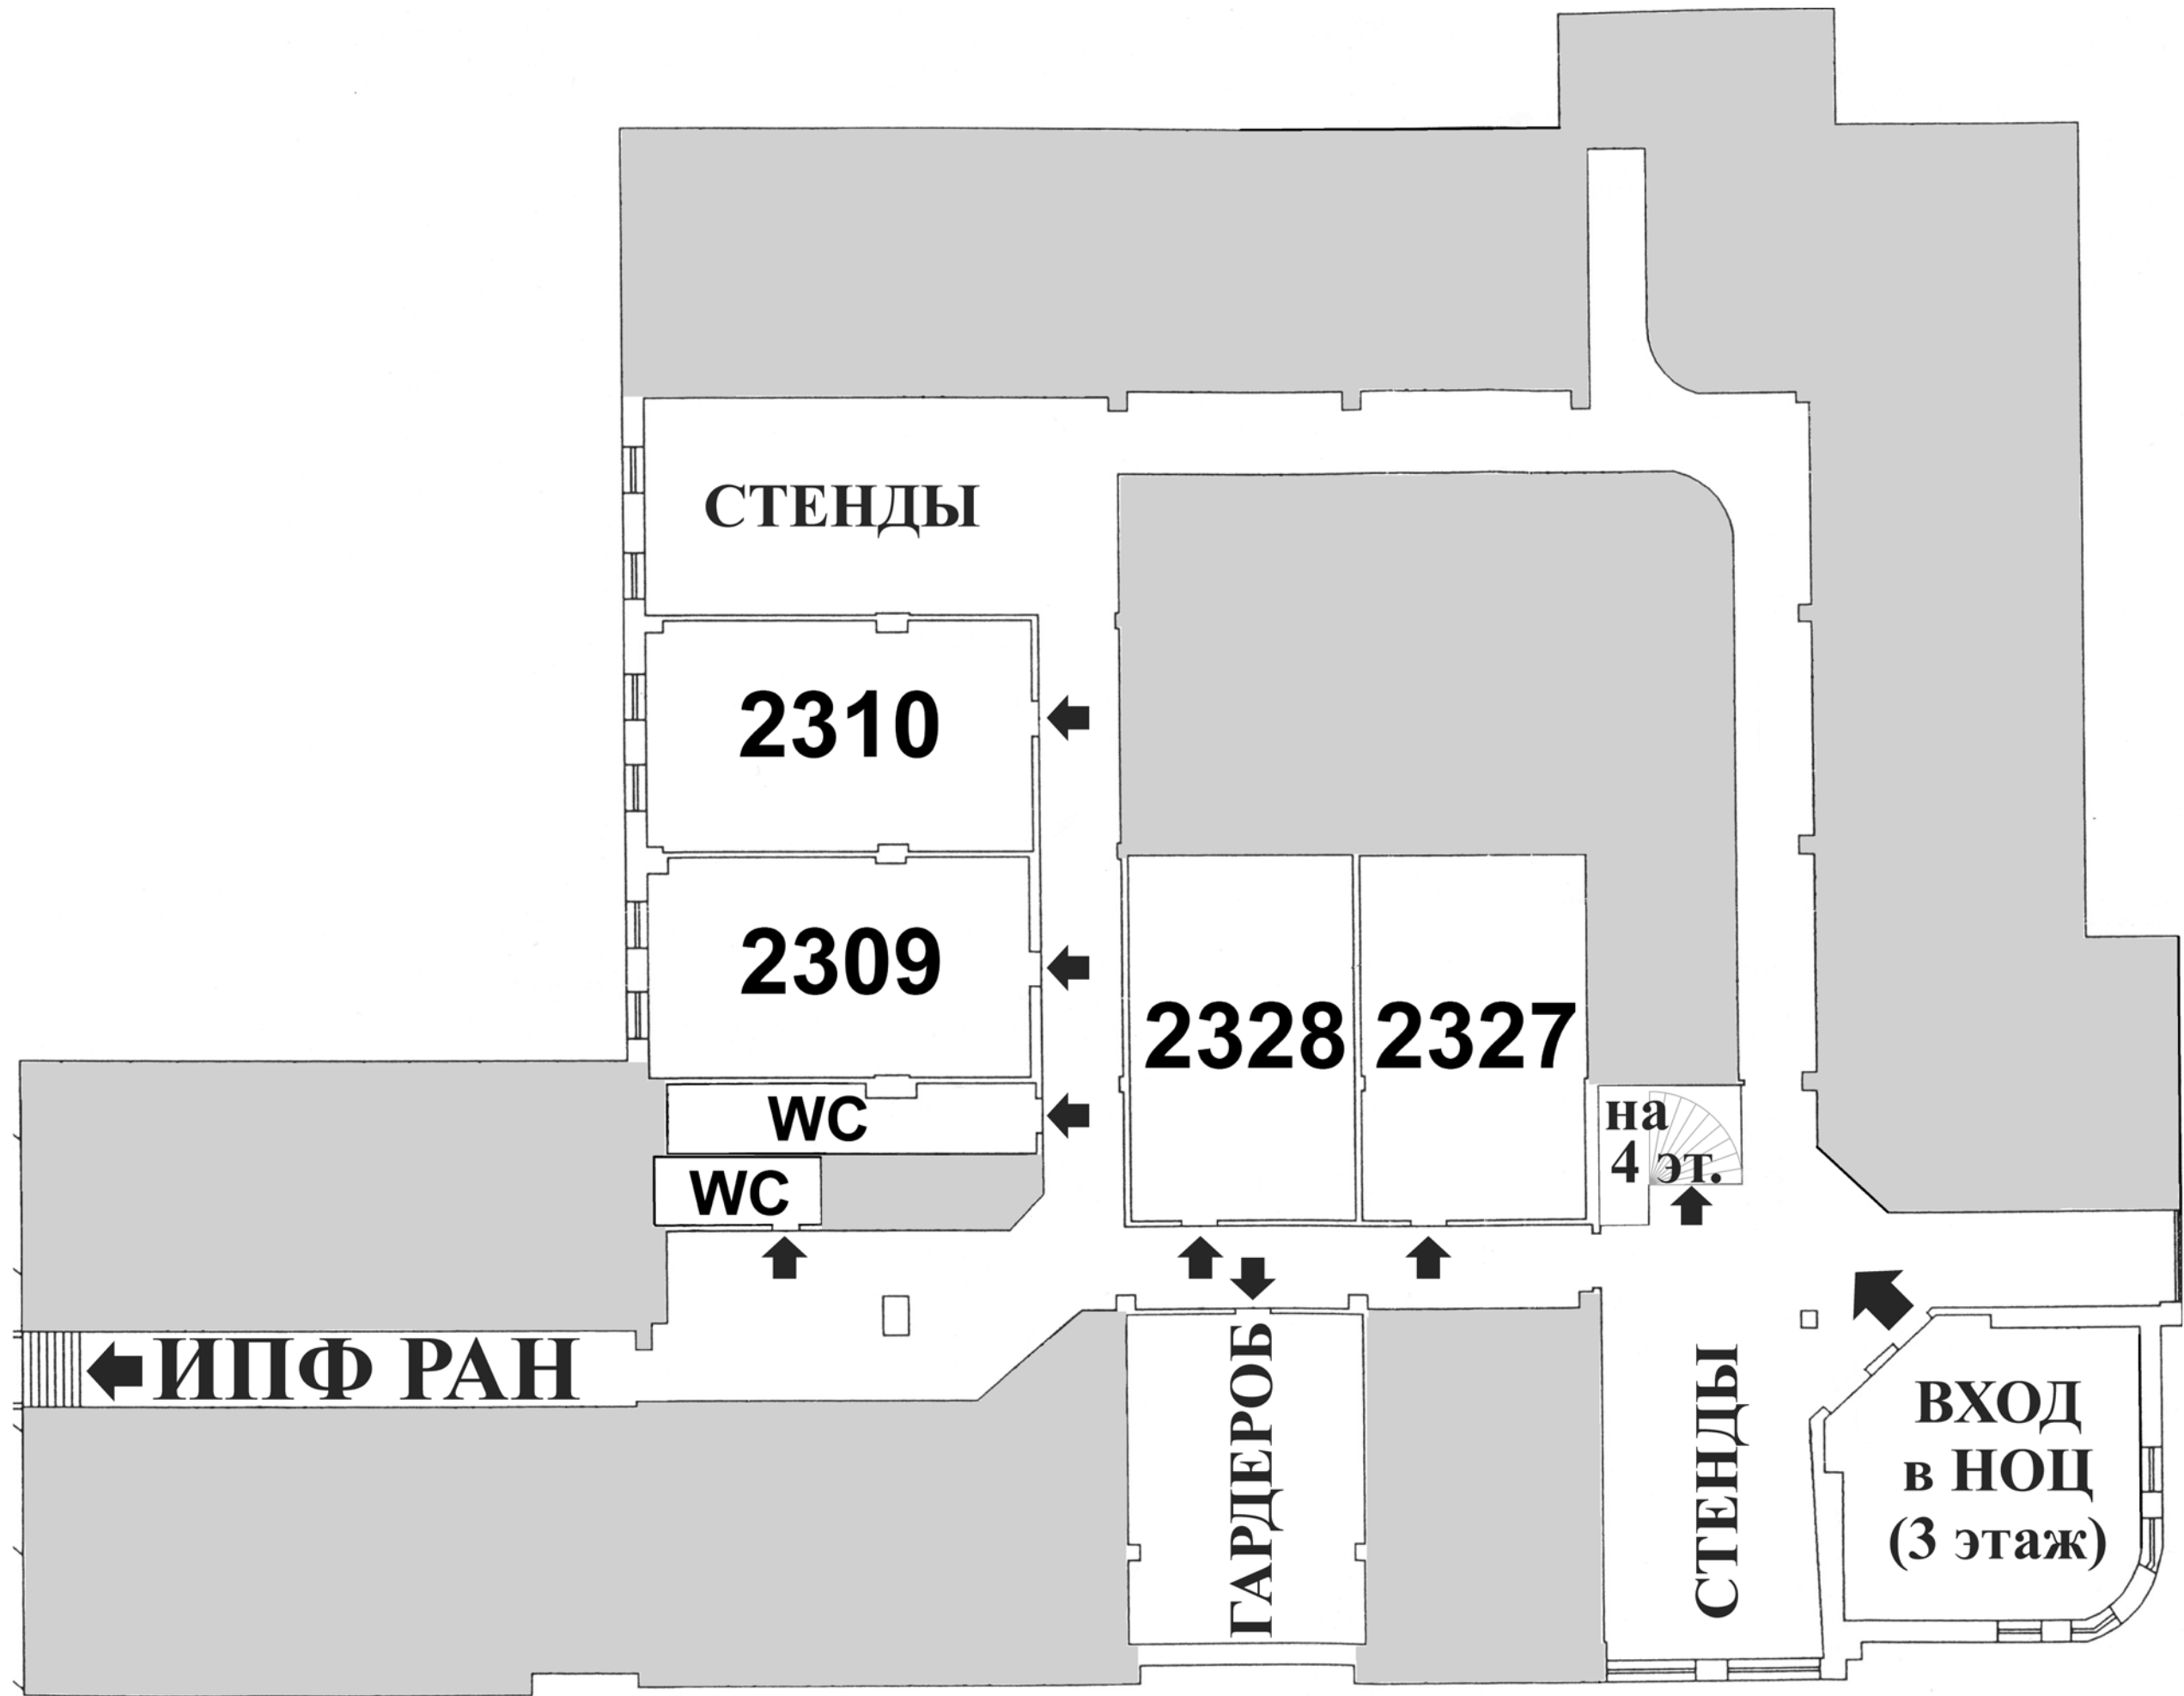 СТЕНДЫ
2310
2309
2328
2327
WC
на
4 эт.
WC
ИПФ РАН
ГАРДЕРОБ
СТЕНДЫ
ВХОД
в НОЦ
(3 этаж)